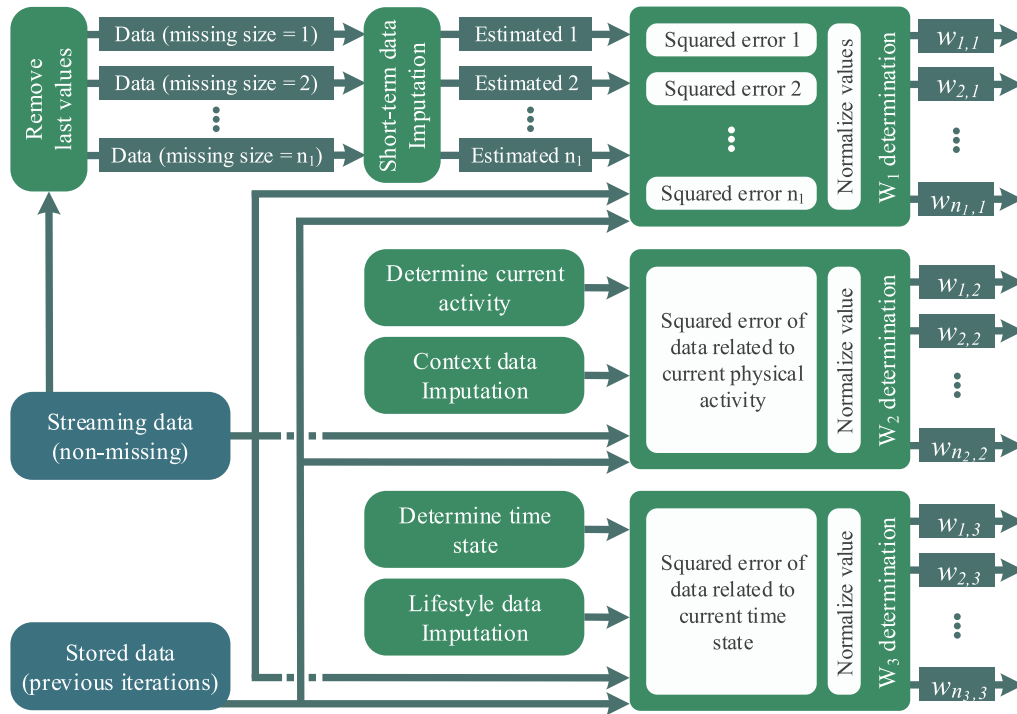 Remove
last values
Data (missing size = 1)
Data (missing size = 2)
Data (missing size = n₁)
Short-term data
Imputation
Estimated 1
Estimated 2
Estimated n₁
Squared error 1
Squared error 2
Squared error n₁
Normalize values
W₁ determination
w₁,₁
w₂,₁
wₙ₁,₁
Determine current
activity
Context data
Imputation
Squared error of
data related to
current physical
activity
Normalize value
W₂ determination
w₁,₂
w₂,₂
wₙ₂,₂
Streaming data
(non-missing)
Determine time
state
Lifestyle data
Imputation
Squared error of
data related to
current time
state
Normalize value
W₃ determination
w₁,₃
w₂,₃
wₙ₃,₃
Stored data
(previous iterations)